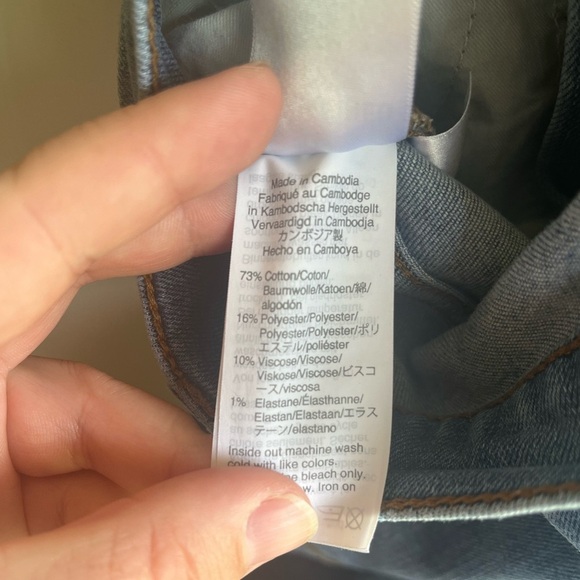 Made in Cambodia
Fabriqué au Cambodge
In Kambodscha Hergestellt
Vervaardigd in Cambodja
カンボジア製
Hecho en Camboya
73% Cotton/Coton/
Baumwolle/Katoen/綿/
algodón
16% Polyester/Polyester/
Polyester/Polyester/ポリ
エステル/poliéster
10% Viscose/Viscose/
Viskose/Viscose/ビスコ
ース/viscosa
1% Elastane/Élasthanne/
Elastan/Elastaan/エラス
テーン/elastano
Inside out machine wash
cold with like colors.
bleach only.
Iron on